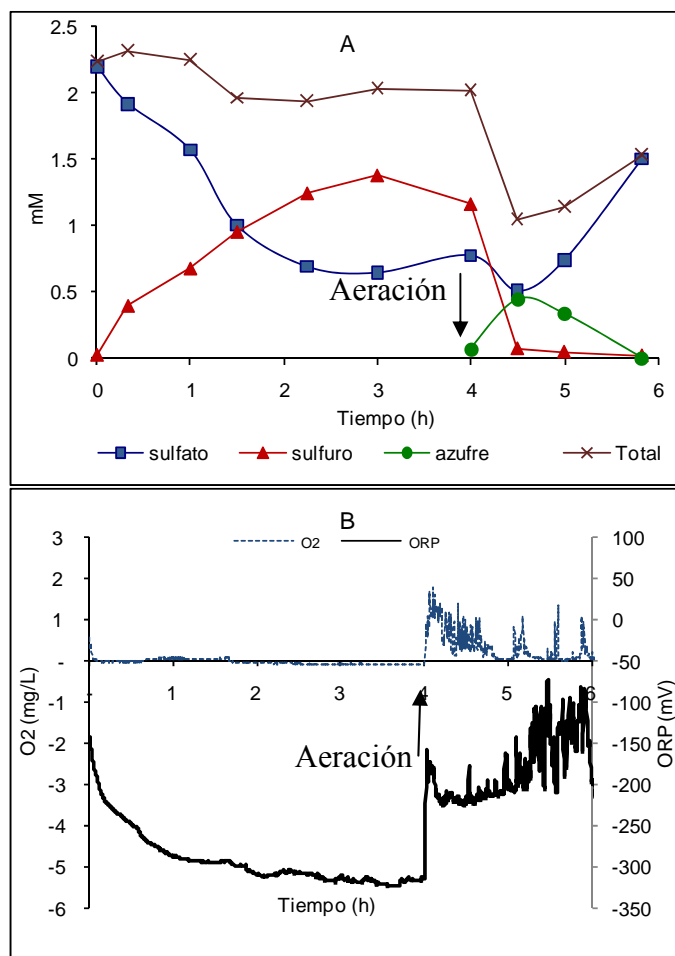 A
2.5
2
1.5
1
0.5
0
mM
Aeración
0 1 2 3 4 5 6
Tiempo (h)
sulfato sulfuro azufre Total
B
O2 ORP
3
2
1
-
-1
-2
-3
-4
-5
-6
O2 (mg/L)
100
50
0
-50
-100
-150
-200
-250
-300
-350
ORP (mV)
- 1 2 3 4 5 6
Aeración
Tiempo (h)